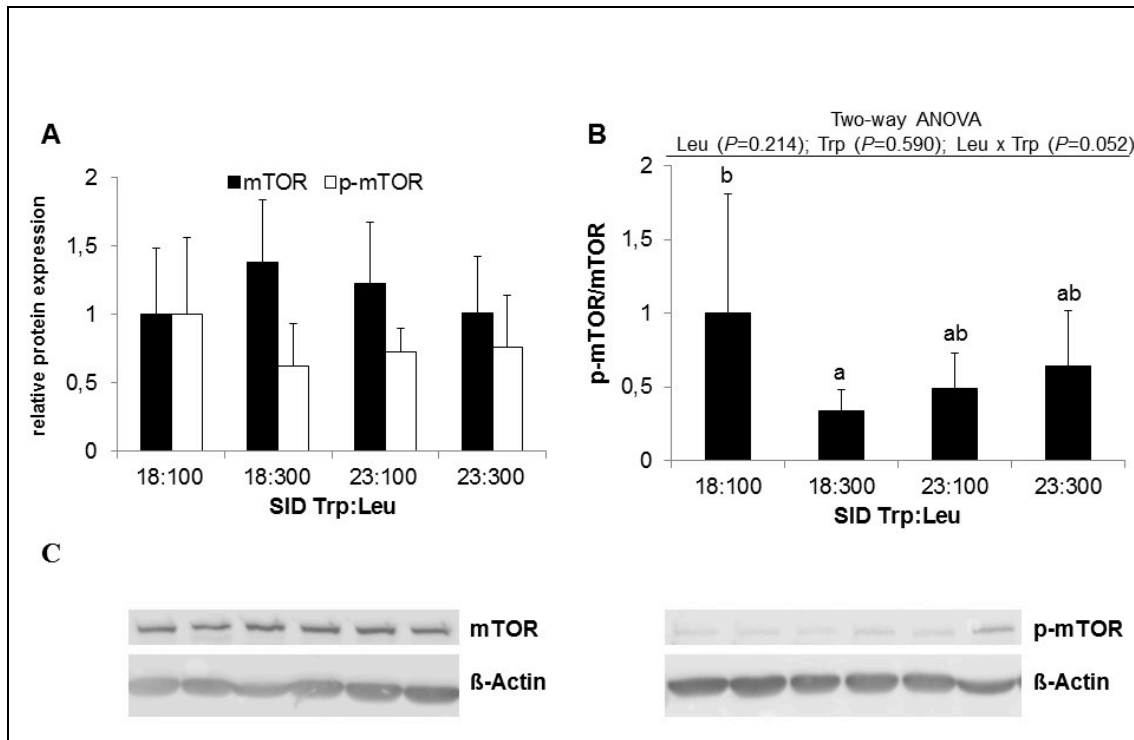 A
mTOR p-mTOR
relative protein expression
2
1,5
1
0,5
0
18:100 18:300 23:100 23:300
SID Trp:Leu
B
Two-way ANOVA
Leu (P=0.214); Trp (P=0.590); Leu x Trp (P=0.052)
p-mTOR/mTOR
2
1,5
1
0,5
0
b
a
ab
ab
18:100 18:300 23:100 23:300
SID Trp:Leu
C
mTOR
ß-Actin
p-mTOR
ß-Actin